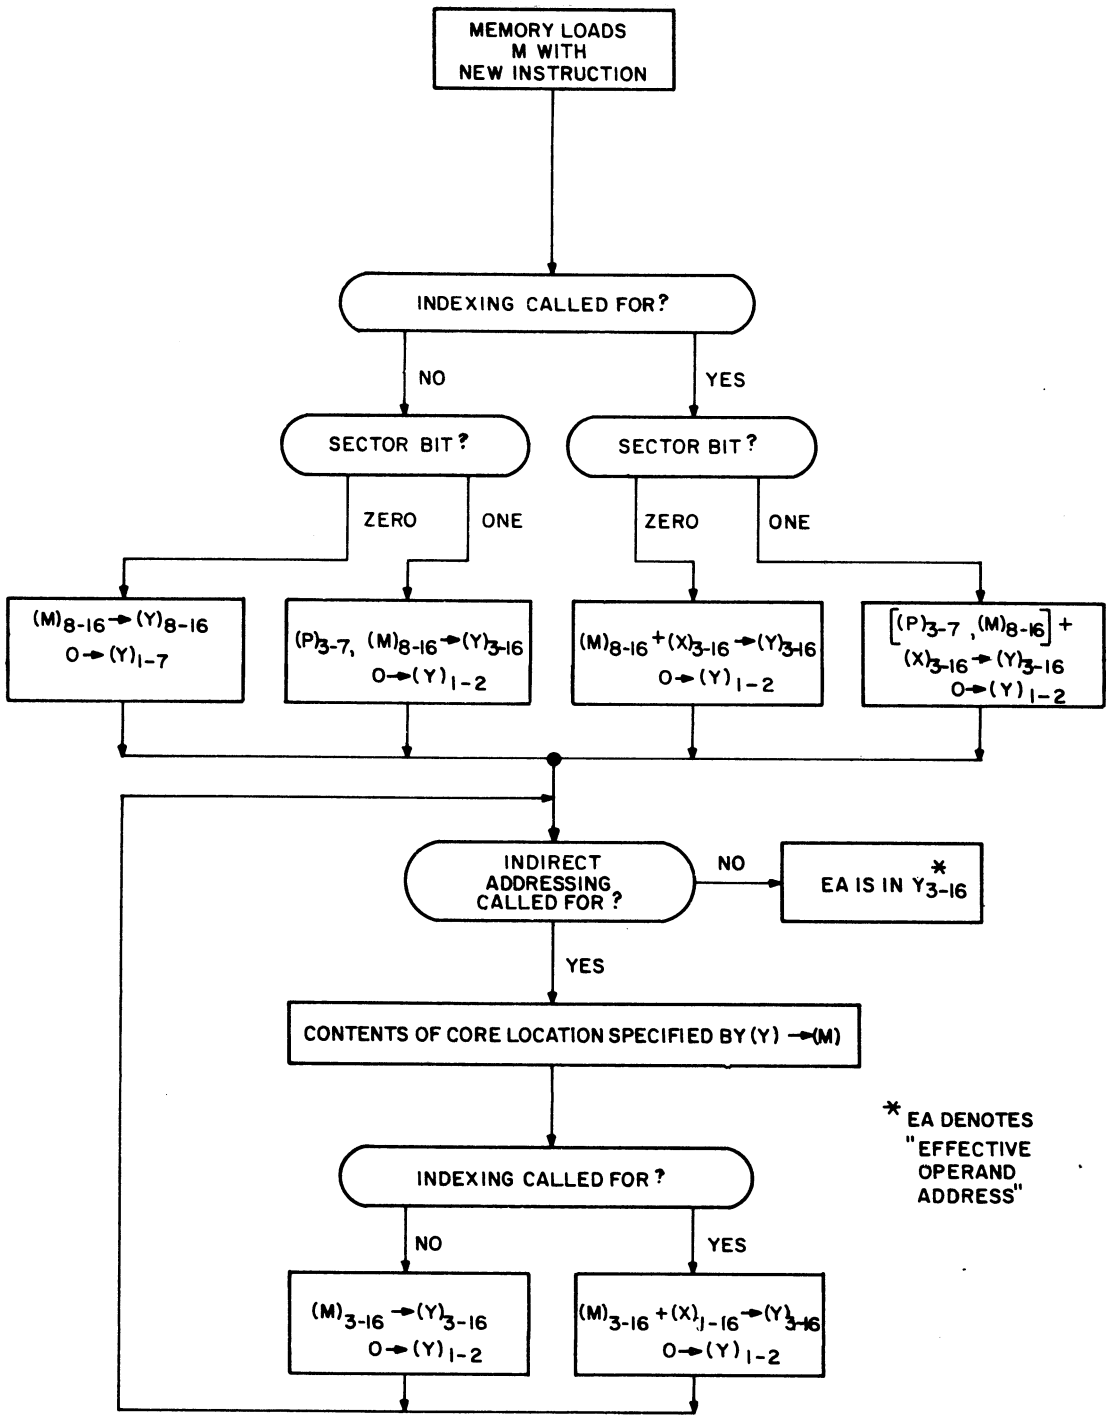 MEMORY LOADS
M WITH
NEW INSTRUCTION
INDEXING CALLED FOR?
NO
YES
SECTOR BIT?
SECTOR BIT?
ZERO
ONE
ZERO
ONE
(M)8-16→(Y)8-16
0→(Y)1-7
(P)3-7, (M)8-16→(Y)3-16
0→(Y)1-2
(M)8-16+(X)3-16→(Y)3-16
0→(Y)1-2
[(P)3-7,(M)8-16]+
(X)3-16→(Y)3-16
0→(Y)1-2
INDIRECT
ADDRESSING
CALLED FOR?
NO
EA IS IN Y3-16*
YES
CONTENTS OF CORE LOCATION SPECIFIED BY (Y)→(M)
* EA DENOTES
"EFFECTIVE
OPERAND
ADDRESS"
INDEXING CALLED FOR?
NO
YES
(M)3-16→(Y)3-16
0→(Y)1-2
(M)3-16+(X)1-16→(Y)3-16
0→(Y)1-2